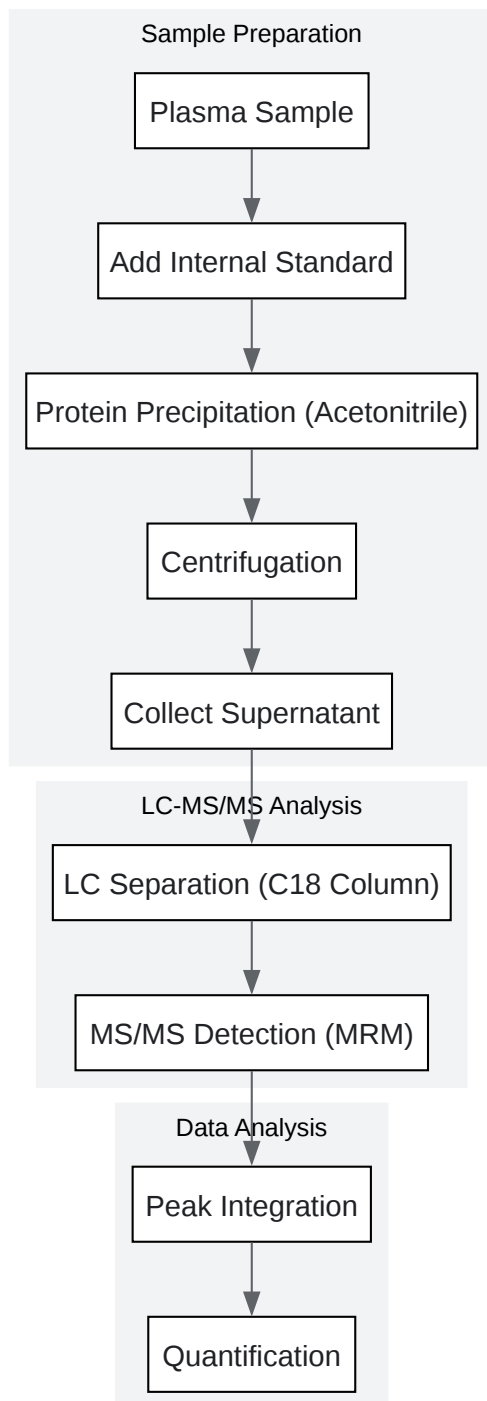 Sample Preparation
Plasma Sample
Add Internal Standard
Protein Precipitation (Acetonitrile)
Centrifugation
Collect Supernatant
LC-MS/MS Analysis
LC Separation (C18 Column)
MS/MS Detection (MRM)
Data Analysis
Peak Integration
Quantification